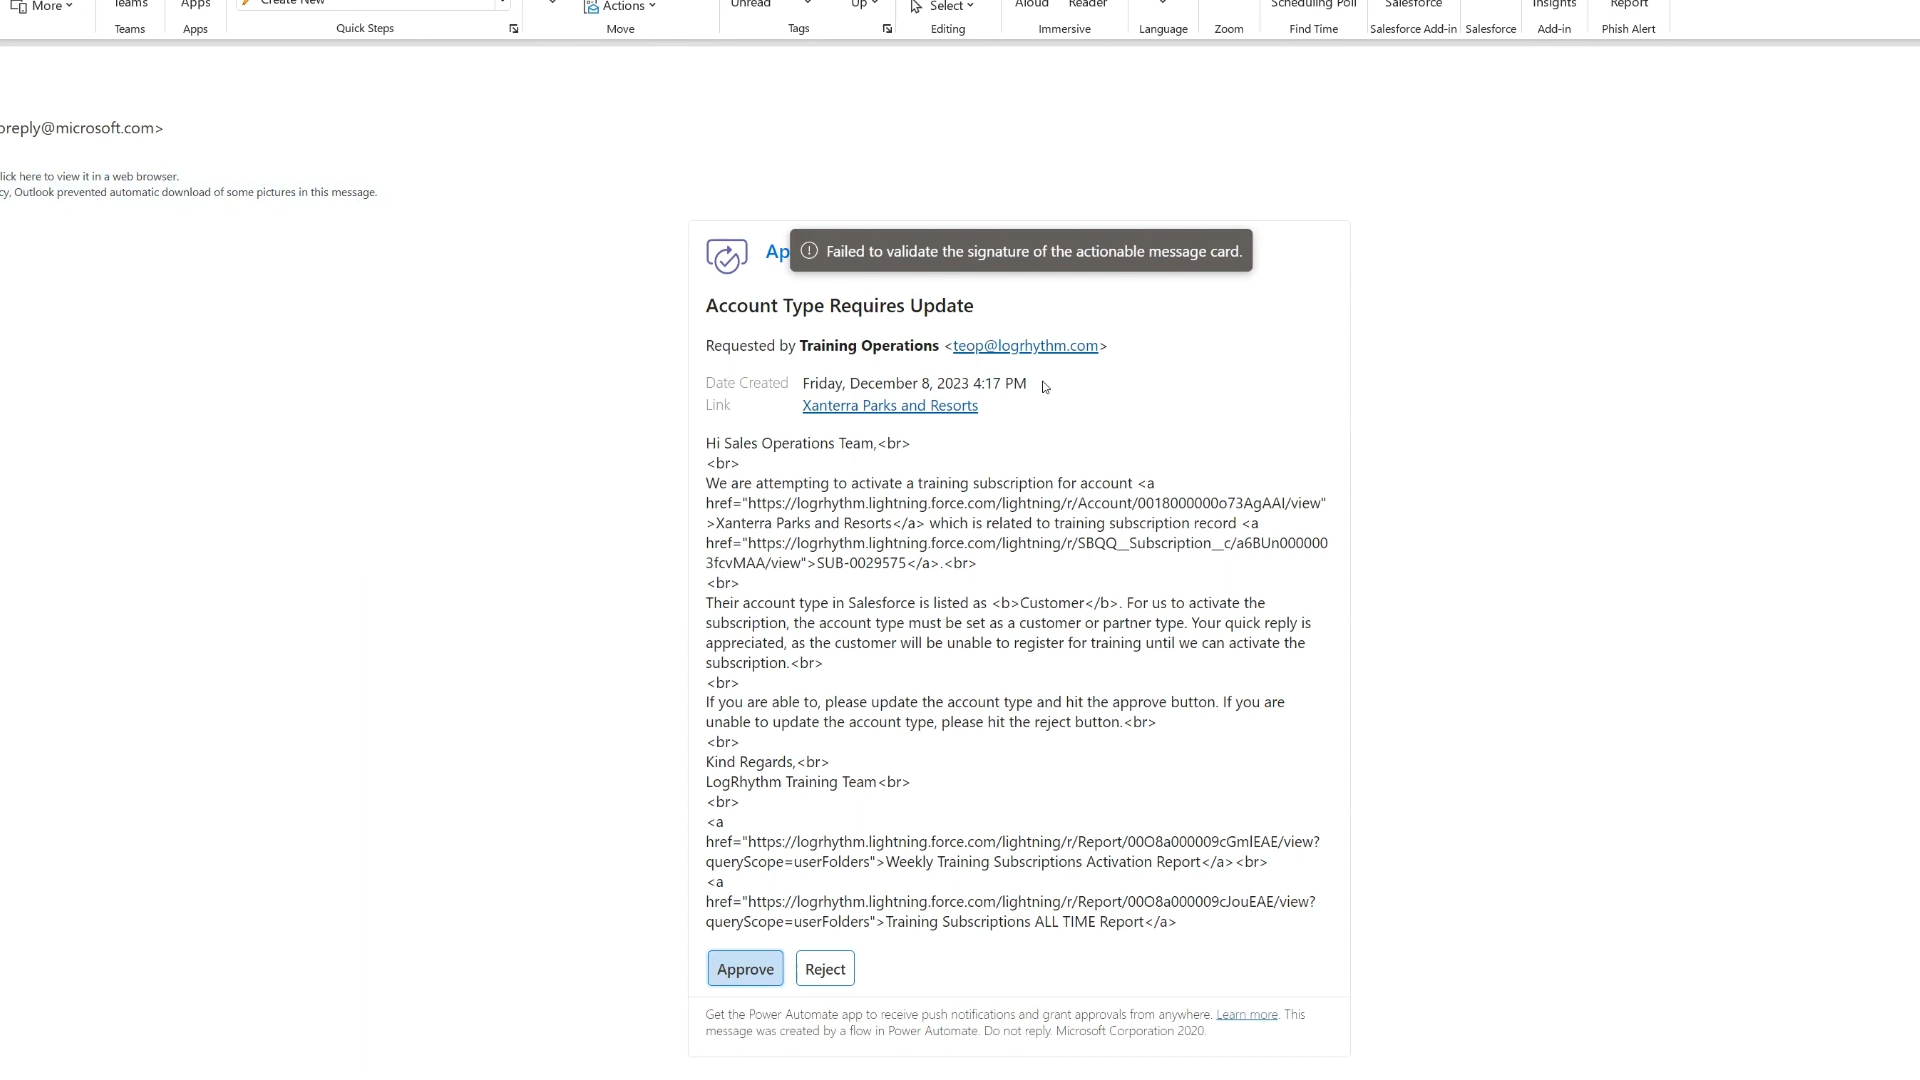 More
Teams
Apps
Create New
Actions
Unread
Up
Select
Aloud
Reader
Scheduling Poll
Salesforce
Insights
Report
Teams
Apps
Quick Steps
Move
Tags
Editing
Immersive
Language
Zoom
Find Time
Salesforce Add-in
Salesforce
Add-in
Phish Alert
oreply@microsoft.com>
lick here to view it in a web browser.
cy, Outlook prevented automatic download of some pictures in this message.
Ap
Failed to validate the signature of the actionable message card.
Account Type Requires Update
Requested by Training Operations <teop@logrhythm.com>
Date Created Friday, December 8, 2023 4:17 PM
Link Xanterra Parks and Resorts
Hi Sales Operations Team,<br>
<br>
We are attempting to activate a training subscription for account <a
href="https://logrhythm.lightning.force.com/lightning/r/Account/0018000000o73AgAAI/view"
>Xanterra Parks and Resorts</a> which is related to training subscription record <a
href="https://logrhythm.lightning.force.com/lightning/r/SBQQ__Subscription__c/a6BUn000000
3fcvMAA/view">SUB-0029575</a>.<br>
<br>
Their account type in Salesforce is listed as <b>Customer</b>. For us to activate the
subscription, the account type must be set as a customer or partner type. Your quick reply is
appreciated, as the customer will be unable to register for training until we can activate the
subscription.<br>
<br>
If you are able to, please update the account type and hit the approve button. If you are
unable to update the account type, please hit the reject button.<br>
<br>
Kind Regards,<br>
LogRhythm Training Team<br>
<br>
<a
href="https://logrhythm.lightning.force.com/lightning/r/Report/00O8a000009cGmlEAE/view?
queryScope=userFolders">Weekly Training Subscriptions Activation Report</a><br>
<a
href="https://logrhythm.lightning.force.com/lightning/r/Report/00O8a000009cJouEAE/view?
queryScope=userFolders">Training Subscriptions ALL TIME Report</a>
Approve
Reject
Get the Power Automate app to receive push notifications and grant approvals from anywhere. Learn more. This
message was created by a flow in Power Automate. Do not reply. Microsoft Corporation 2020.